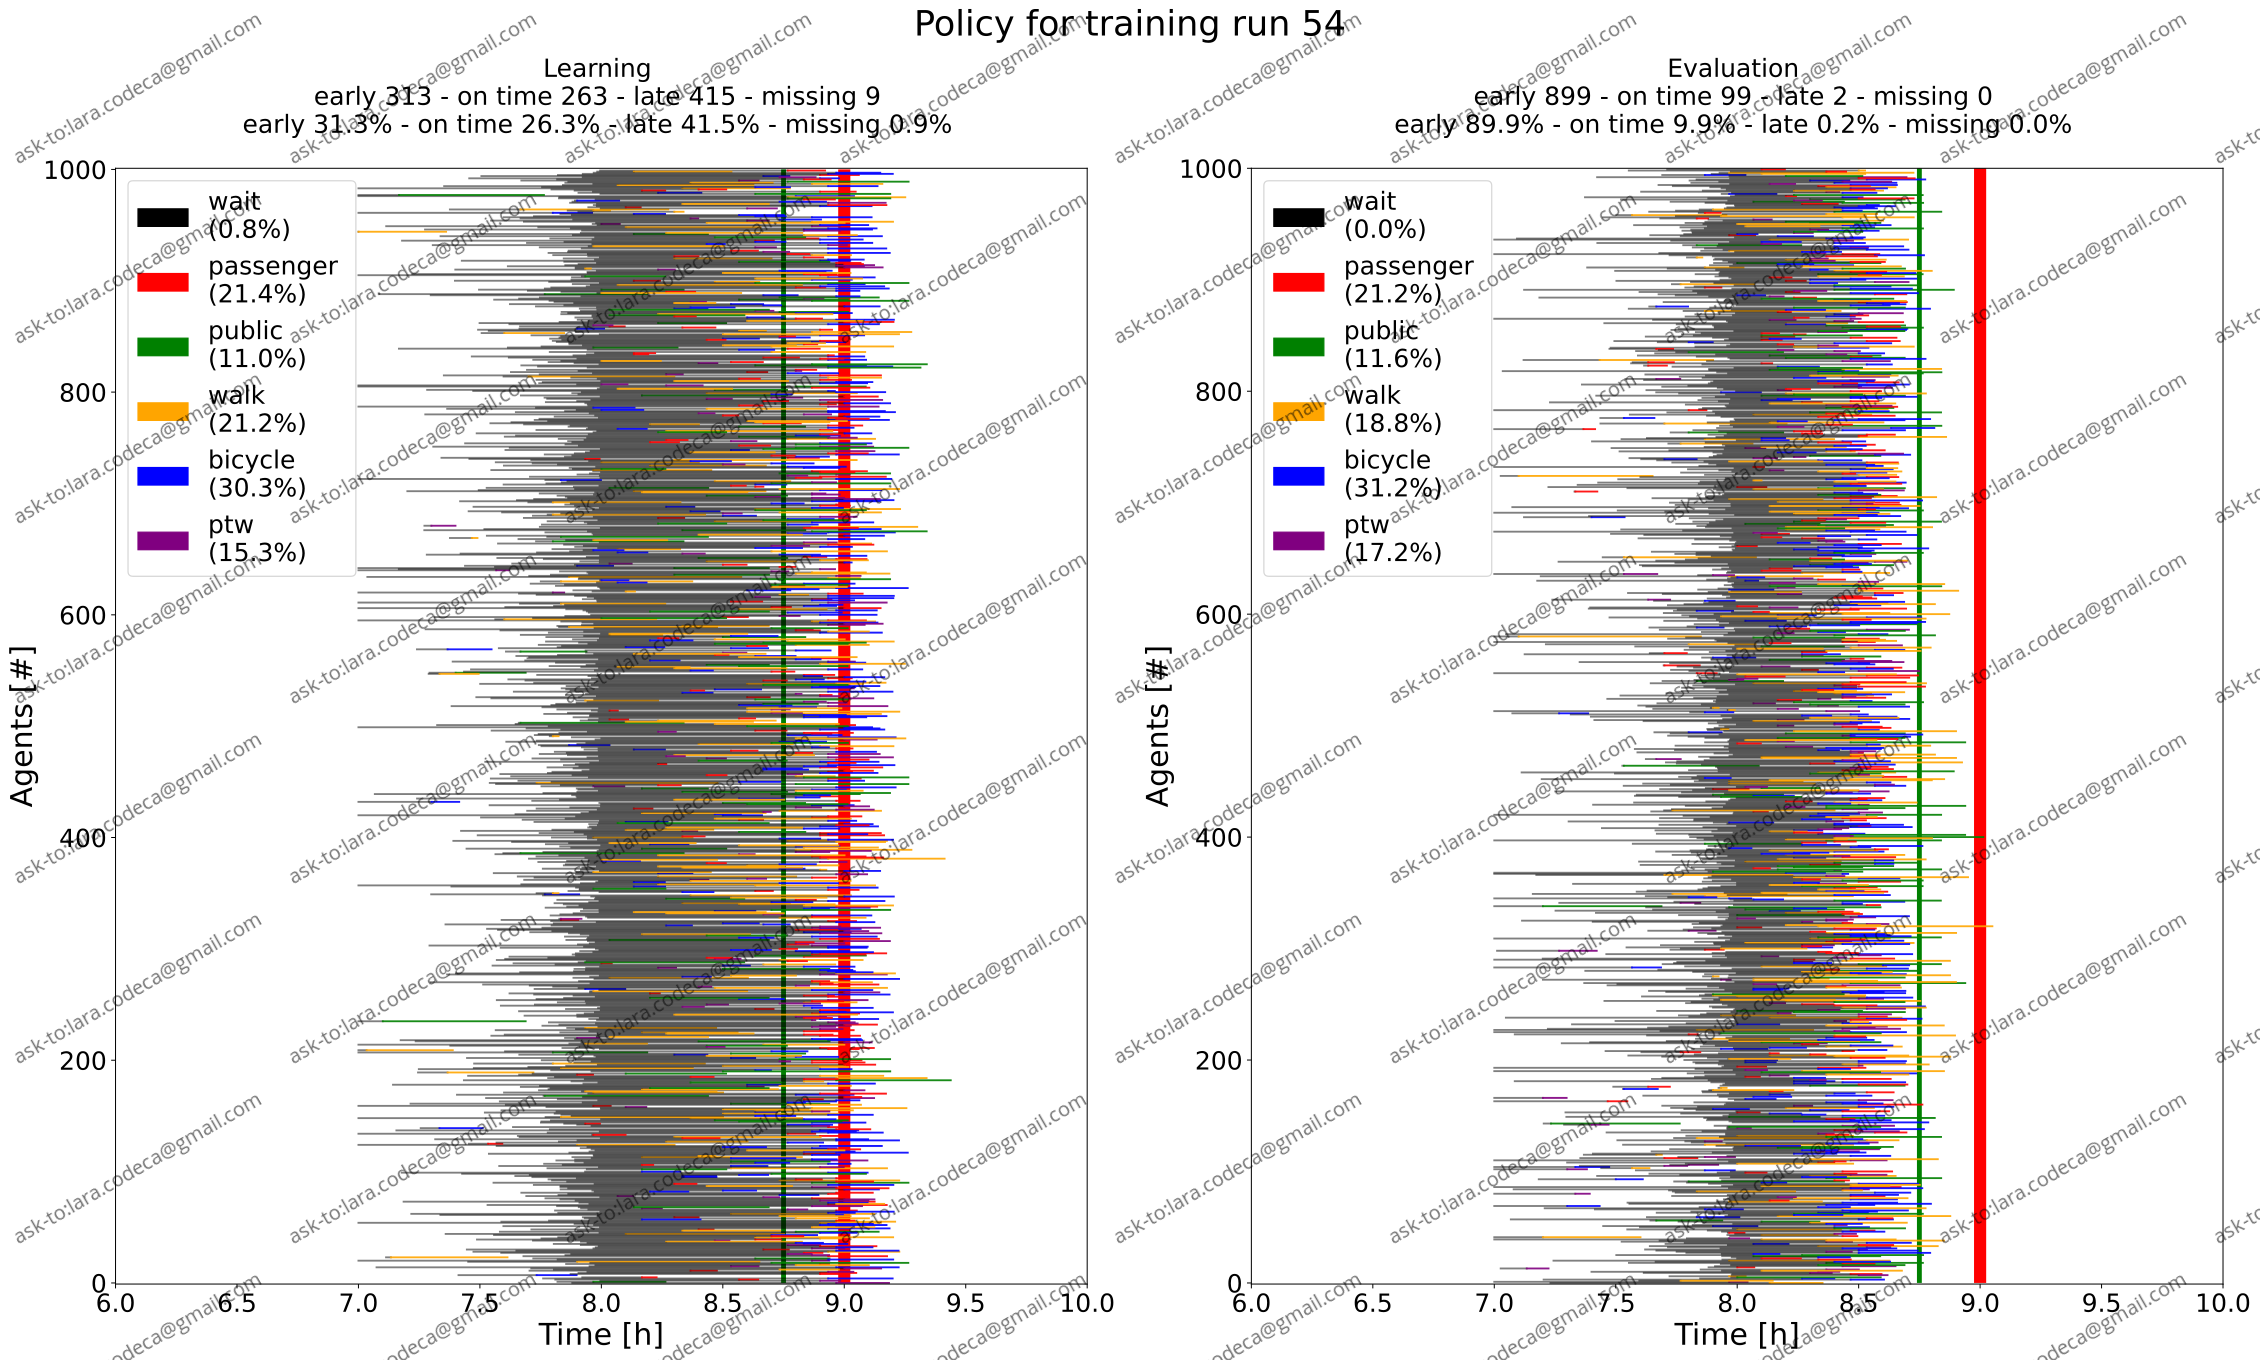 Policy for training run 54
Learning
early 313 - on time 263 - late 415 - missing 9
early 31.3% - on time 26.3% - late 41.5% - missing 0.9%
1000
800
600
400
200
0
Agents [#]
wait
(0.8%)
passenger
(21.4%)
public
(11.0%)
walk
(21.2%)
bicycle
(30.3%)
ptw
(15.3%)
6.0 6.5 7.0 7.5 8.0 8.5 9.0 9.5 10.0
Time [h]
Evaluation
early 899 - on time 99 - late 2 - missing 0
early 89.9% - on time 9.9% - late 0.2% - missing 0.0%
1000
800
600
400
200
0
Agents [#]
wait
(0.0%)
passenger
(21.2%)
public
(11.6%)
walk
(18.8%)
bicycle
(31.2%)
ptw
(17.2%)
6.0 6.5 7.0 7.5 8.0 8.5 9.0 9.5 10.0
Time [h]
ask-to:lara.codeca@gmail.com